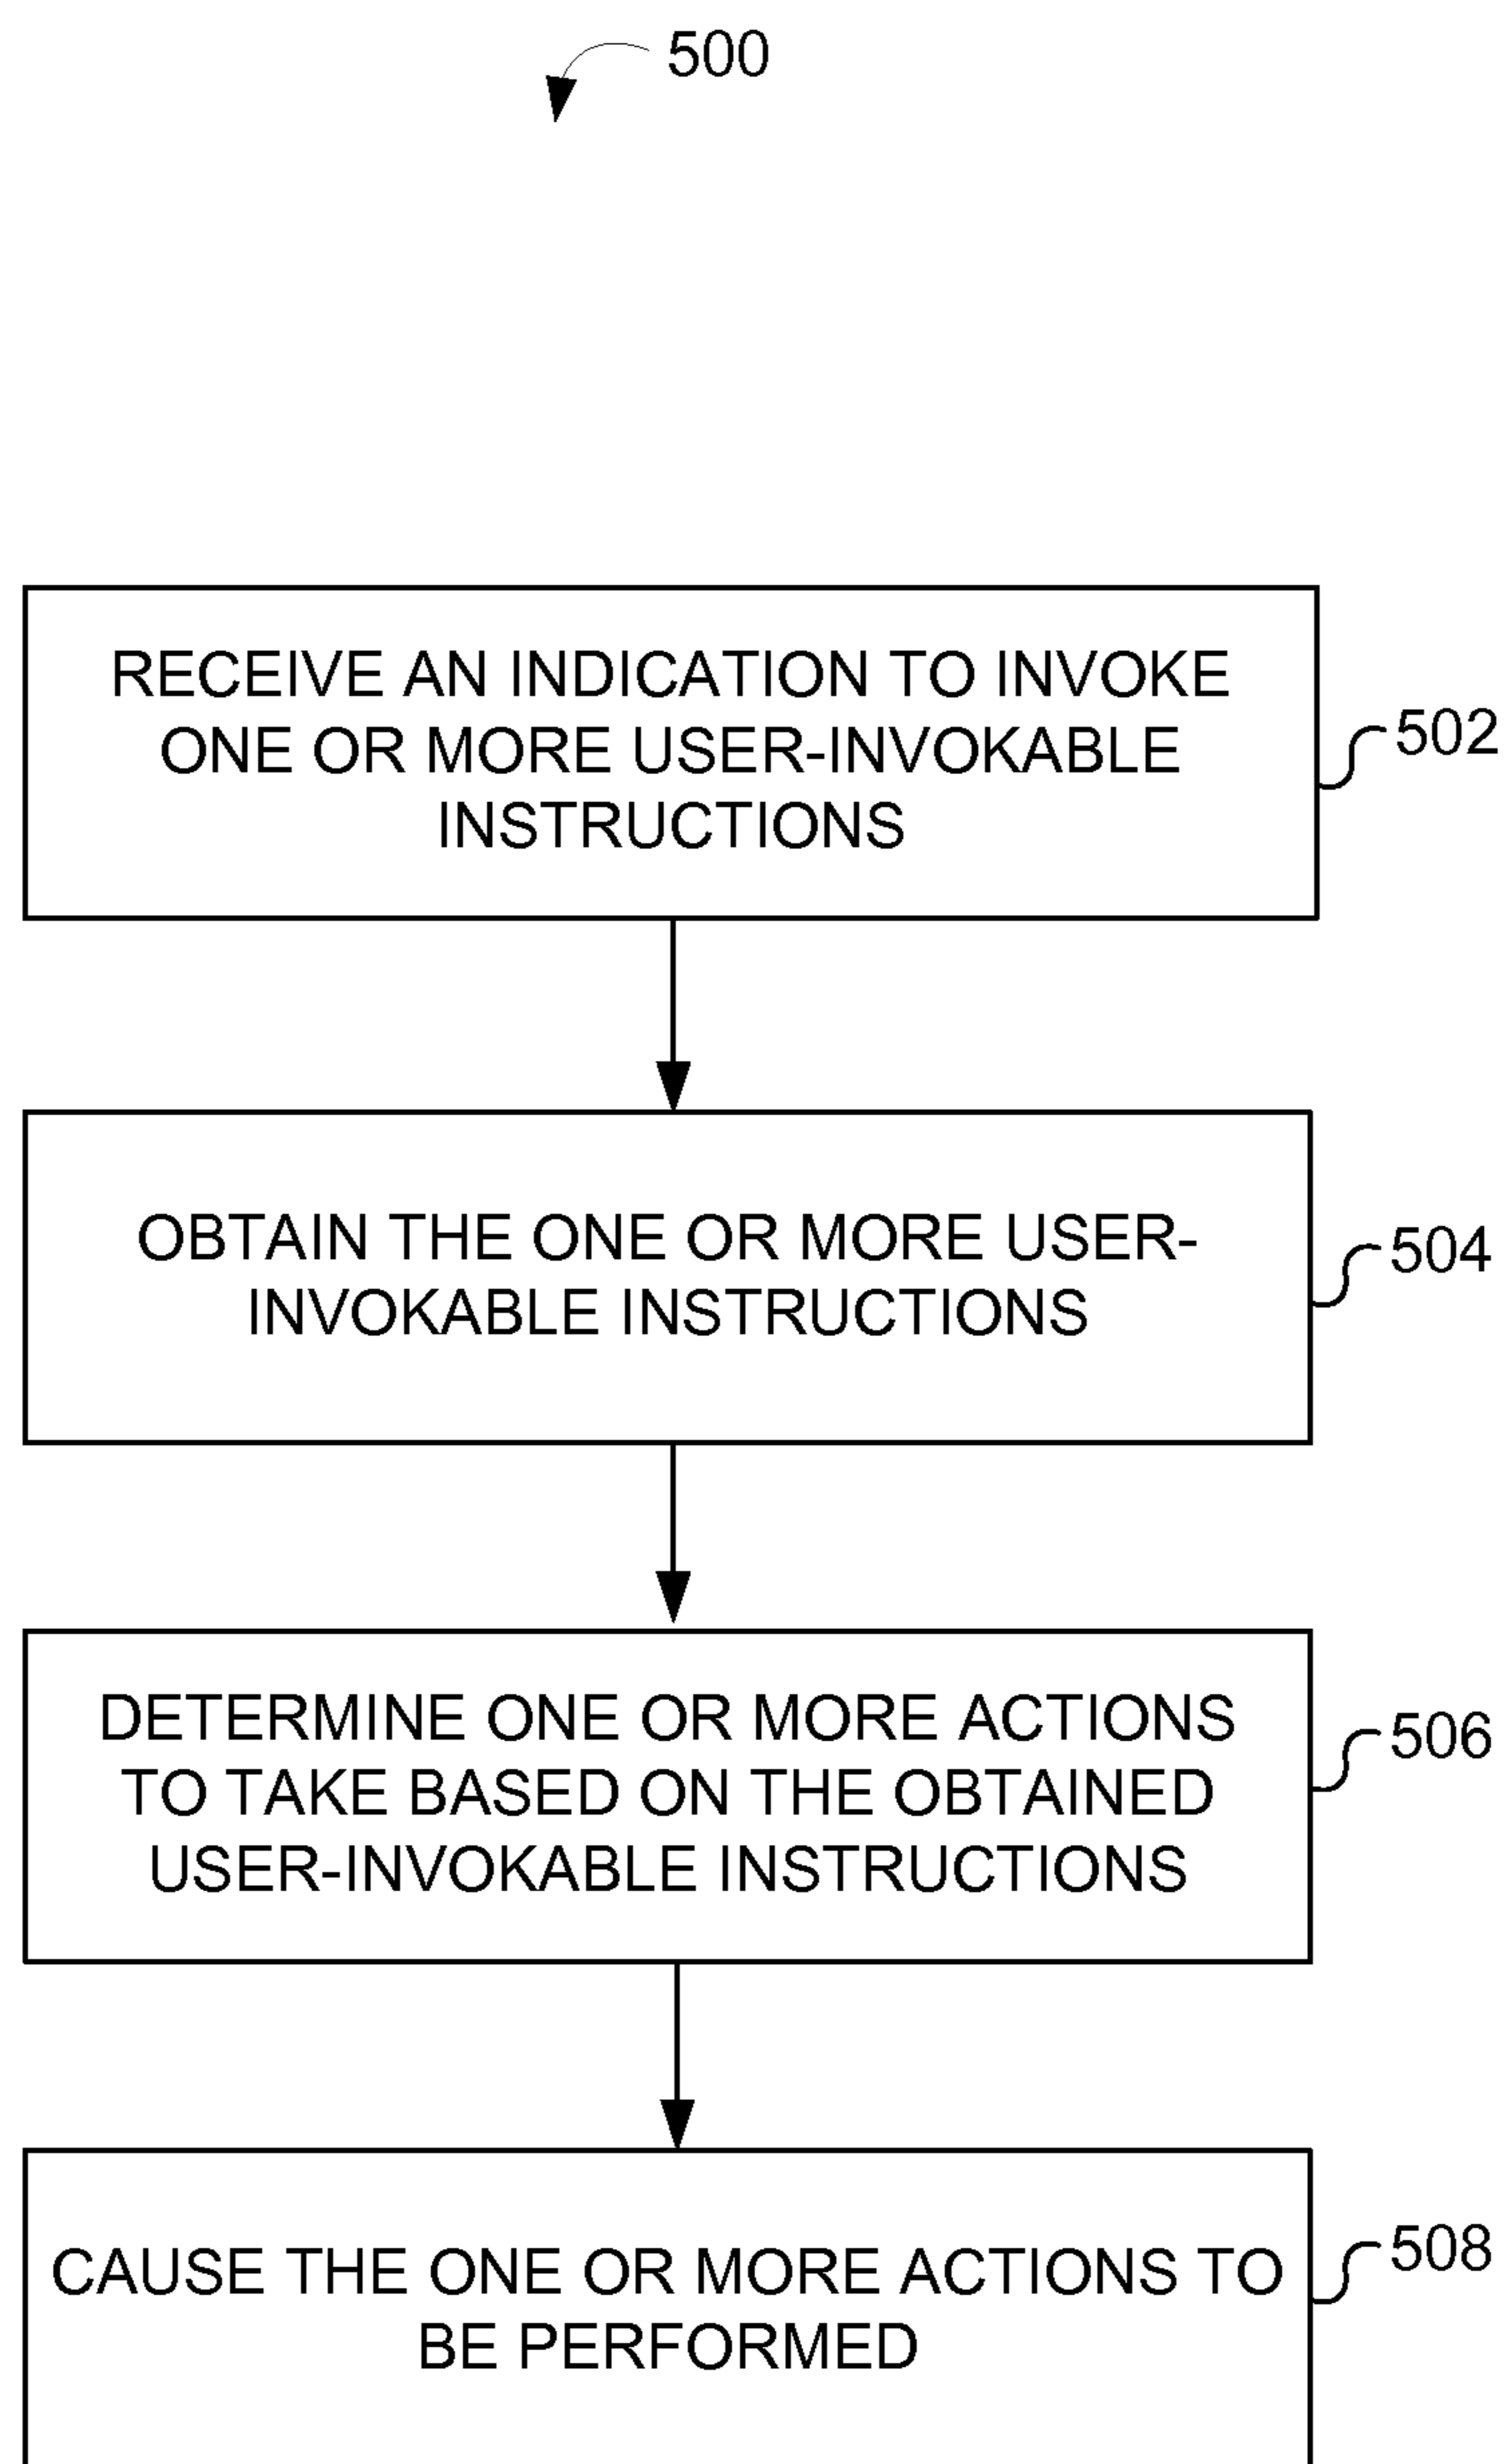 500
RECEIVE AN INDICATION TO INVOKE
ONE OR MORE USER-INVOKABLE
INSTRUCTIONS
502
OBTAIN THE ONE OR MORE USER-
INVOKABLE INSTRUCTIONS
504
DETERMINE ONE OR MORE ACTIONS
TO TAKE BASED ON THE OBTAINED
USER-INVOKABLE INSTRUCTIONS
506
CAUSE THE ONE OR MORE ACTIONS TO
BE PERFORMED
508